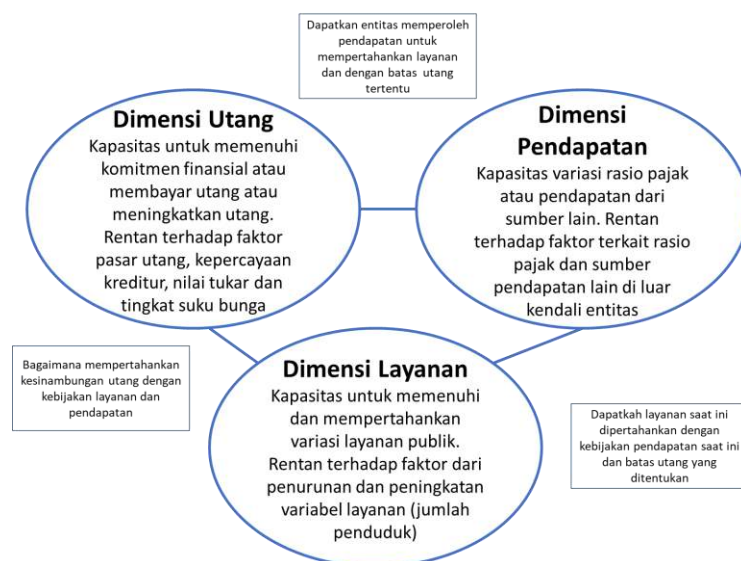 Dapatkan entitas memperoleh
pendapatan untuk
mempertahankan layanan
dan dengan batas utang
tertentu
Dimensi Utang
Kapasitas untuk memenuhi
komitmen finansial atau
membayar utang atau
meningkatkan utang.
Rentan terhadap faktor
pasar utang, kepercayaan
kreditur, nilai tukar dan
tingkat suku bunga
Dimensi
Pendapatan
Kapasitas variasi rasio pajak
atau pendapatan dari
sumber lain. Rentan
terhadap faktor terkait rasio
pajak dan sumber
pendapatan lain di luar
kendali entitas
Bagaimana mempertahankan
kesinambungan utang dengan
kebijakan layanan dan
pendapatan
Dimensi Layanan
Kapasitas untuk memenuhi
dan mempertahankan
variasi layanan publik.
Rentan terhadap faktor dari
penurunan dan peningkatan
variabel layanan (jumlah
penduduk)
Dapatkah layanan saat ini
dipertahankan dengan
kebijakan pendapatan saat ini
dan batas utang yang
ditentukan